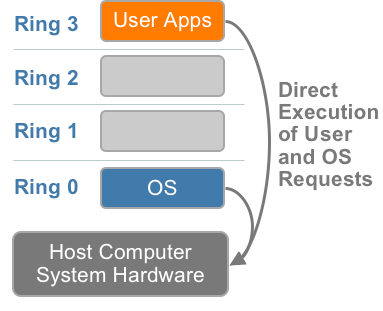 Ring 3
User Apps
Ring 2
Ring 1
Ring 0
OS
Direct
Execution
of User
and OS
Requests
Host Computer
System Hardware